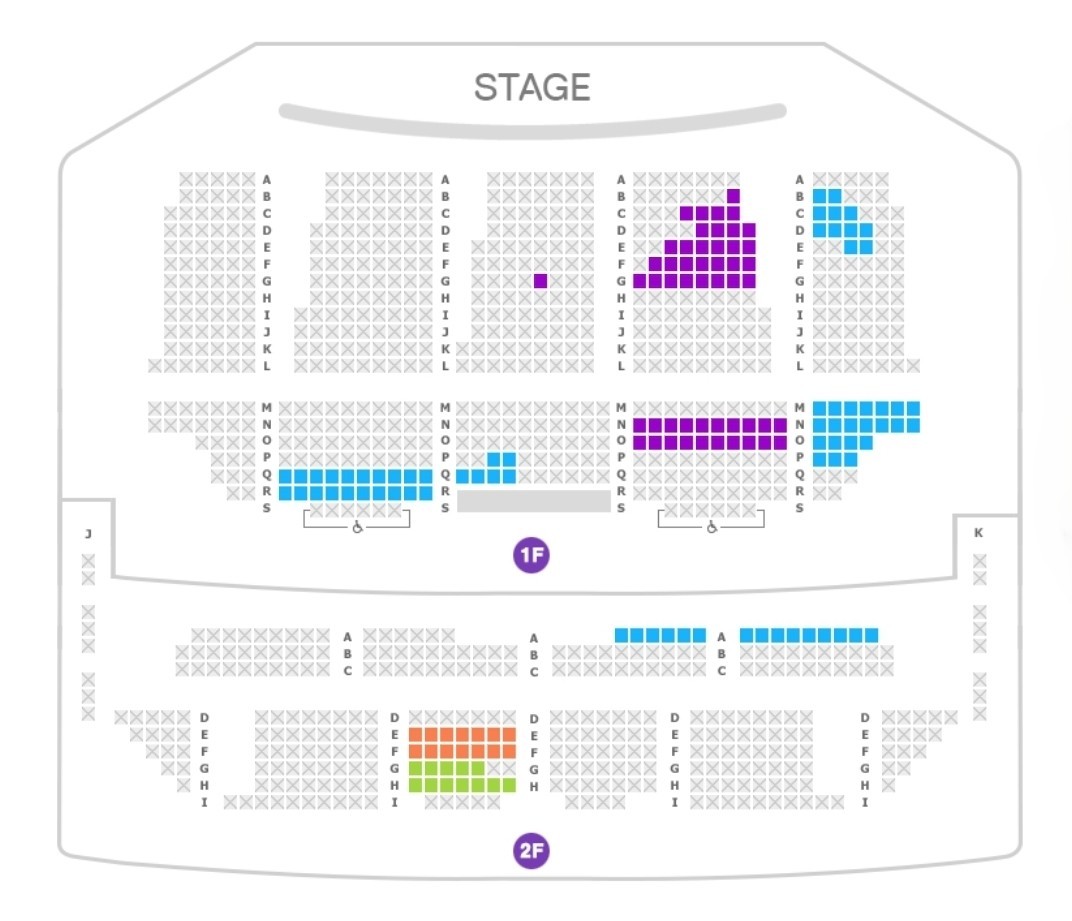 STAGE
A A A A
B B B B
C C C C
D D D D
E E E E
F F F F
G G G G
H H H H
I I I I
J J J J
K K K K
L L L L
M M M M
N N N N
O O O O
P P P P
Q Q Q Q
R R R R
S S S S
J K
1F
A A A
B B B
C C C
D D D D D
E E E E E
F F F F F
G G G G G
H H H H H
I I I I
2F